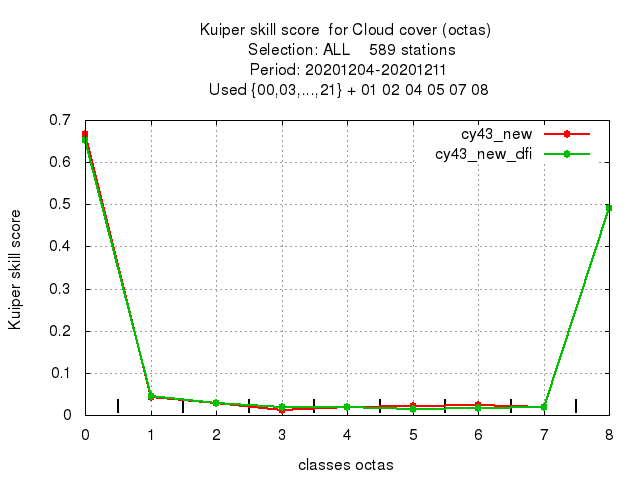 Kuiper skill score  for Cloud cover (octas)
Selection: ALL    589 stations
Period: 20201204-20201211
Used {00,03,...,21} + 01 02 04 05 07 08
cy43_new
cy43_new_dfi
0.7
0.6
0.5
0.4
0.3
0.2
0.1
0
Kuiper skill score
0 1 2 3 4 5 6 7 8
classes octas